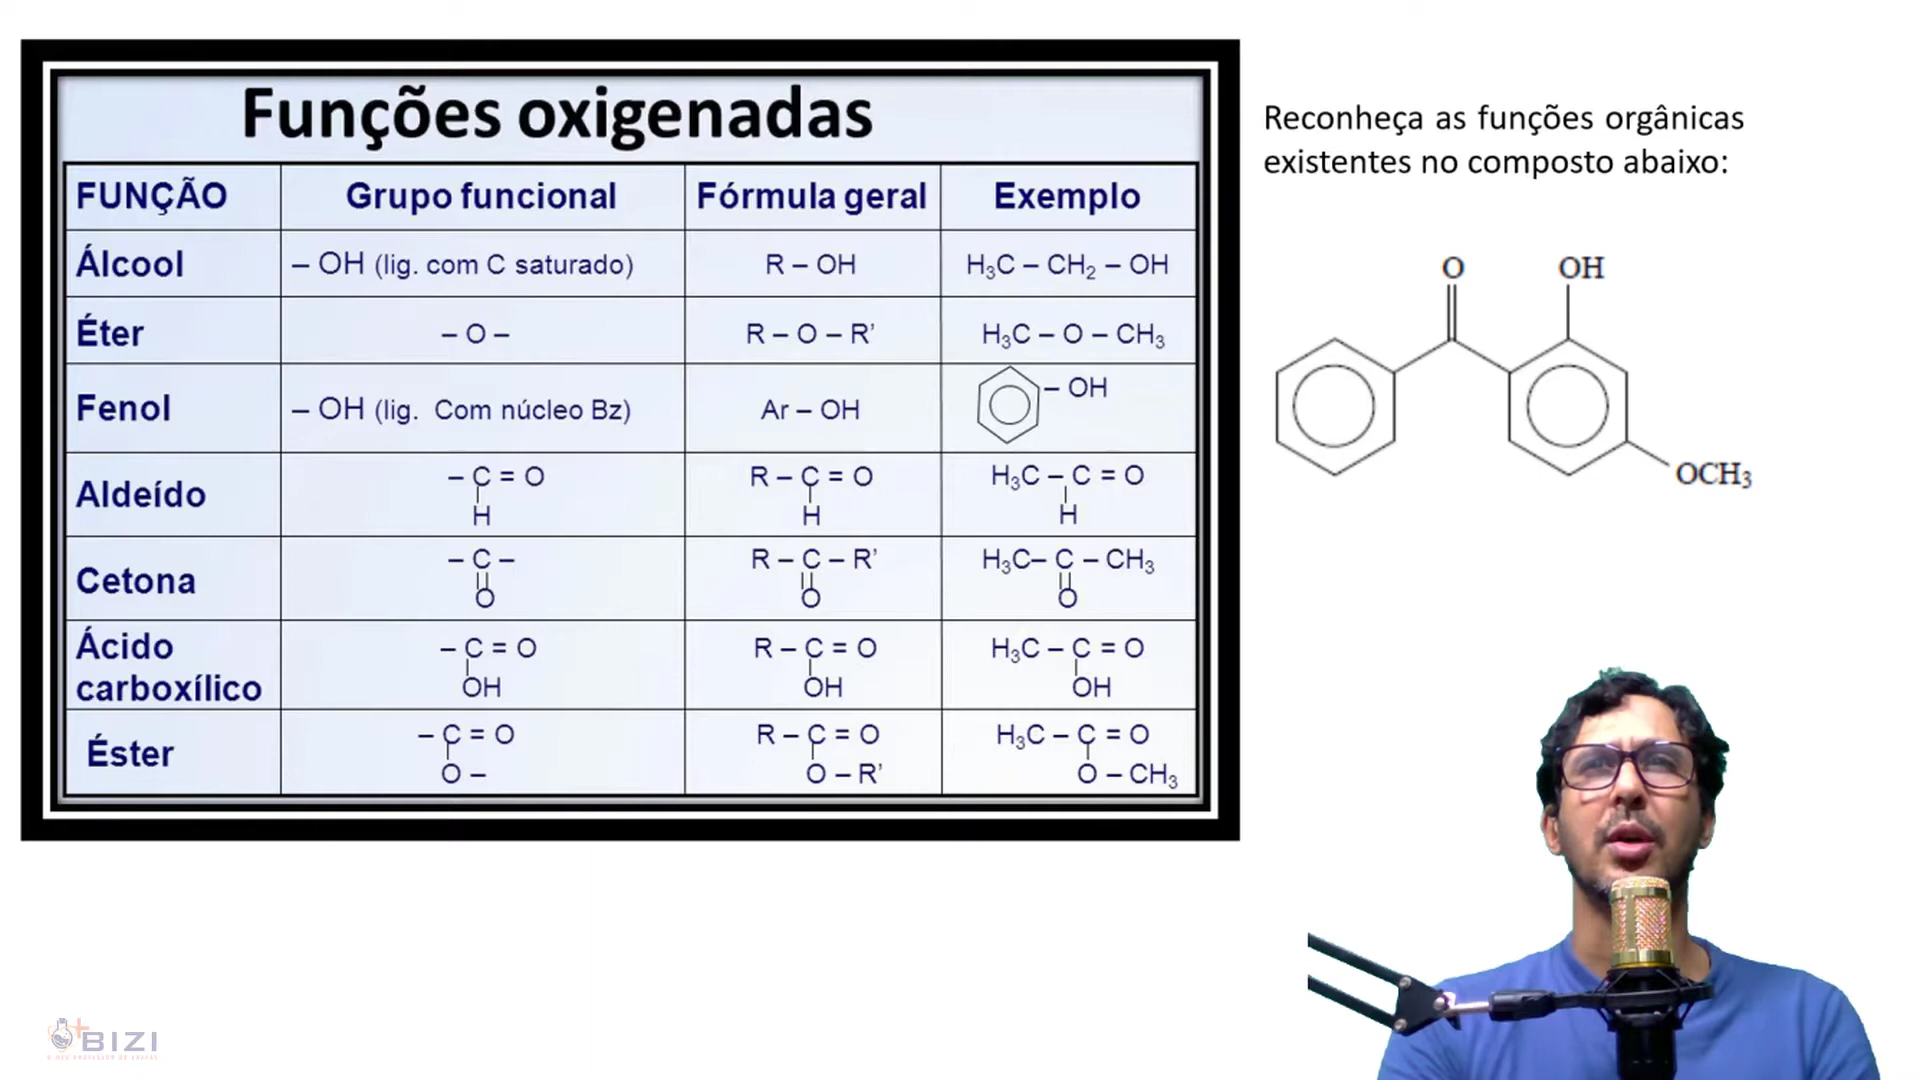 Funções oxigenadas
FUNÇÃO Grupo funcional Fórmula geral Exemplo
Álcool – OH (lig. com C saturado) R – OH H₃C – CH₂ – OH
Éter – O – R – O – R’ H₃C – O – CH₃
Fenol – OH (lig. Com núcleo Bz) Ar – OH – OH
Aldeído – C = O R – C = O H₃C – C = O
H H H
Cetona – C – R – C – R’ H₃C – C – CH₃
O O O
Ácido carboxílico – C = O R – C = O H₃C – C = O
OH OH OH
Éster – C = O R – C = O H₃C – C = O
O – O – R’ O – CH₃
Reconheça as funções orgânicas
existentes no composto abaixo:
O OH
OCH₃
BIZI